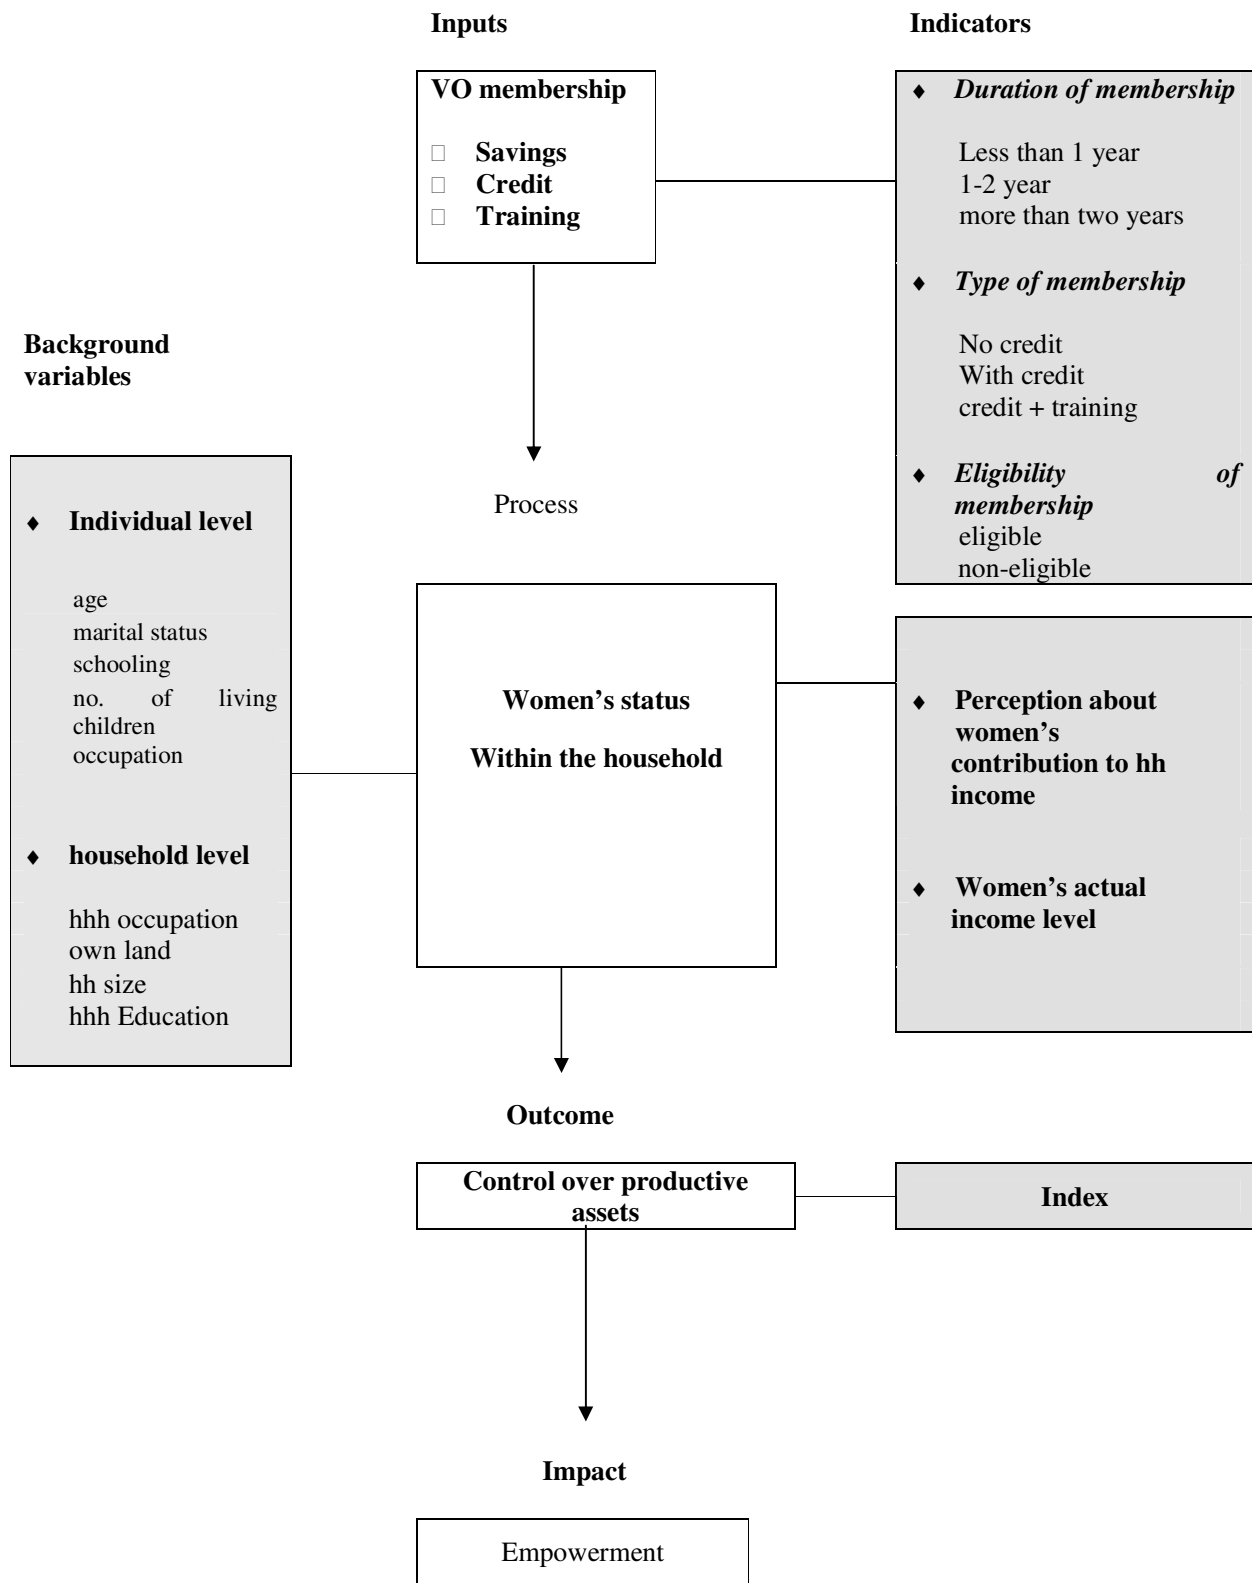 Inputs
Indicators
VO membership
Savings
Credit
Training
♦ Duration of membership
Less than 1 year
1-2 year
more than two years
♦ Type of membership
No credit
With credit
credit + training
♦ Eligibility of
membership
eligible
non-eligible
Background
variables
♦ Individual level
age
marital status
schooling
no. of living
children
occupation
♦ household level
hhh occupation
own land
hh size
hhh Education
Process
Women’s status
Within the household
♦ Perception about
women’s
contribution to hh
income
♦ Women’s actual
income level
Outcome
Control over productive
assets
Index
Impact
Empowerment